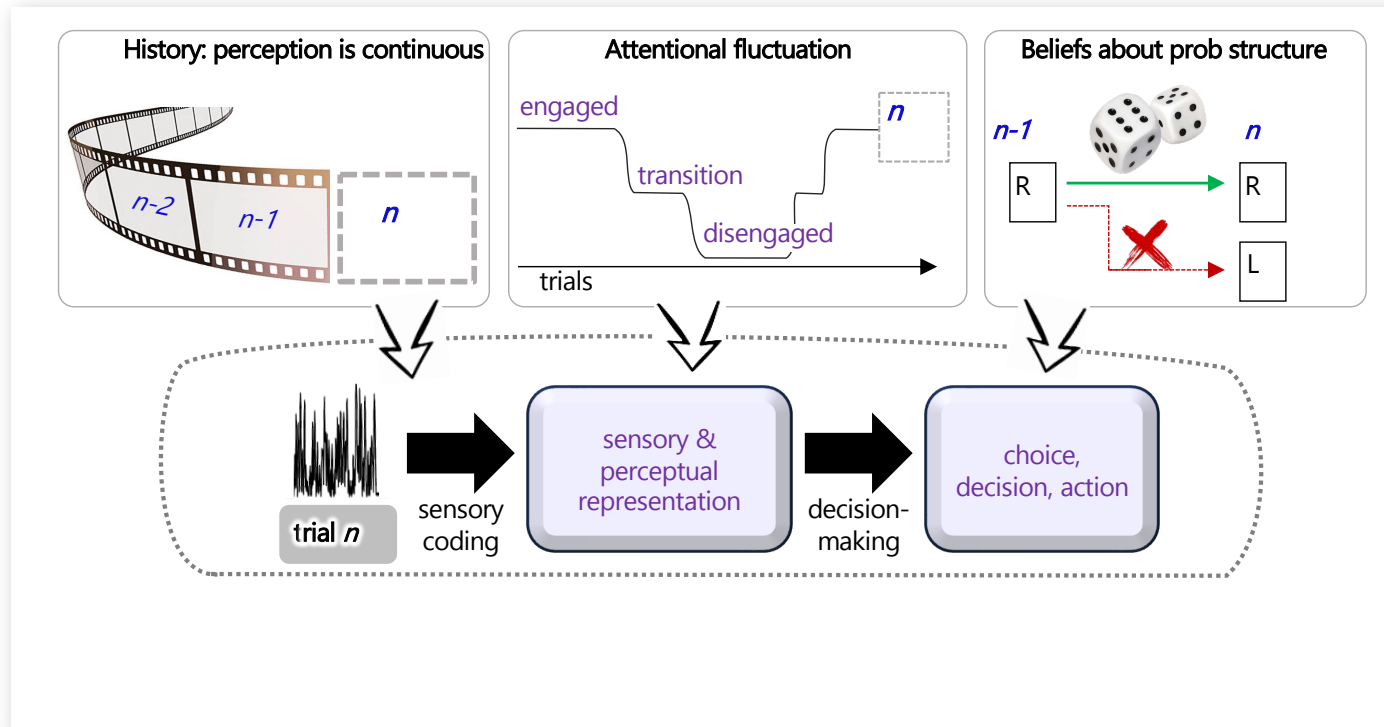 History: perception is continuous
n-2
n-1
n
Attentional fluctuation
engaged
transition
disengaged
n
trials
Beliefs about prob structure
n-1
n
R
R
L
trial n
sensory
coding
sensory &
perceptual
representation
decision-
making
choice,
decision, action